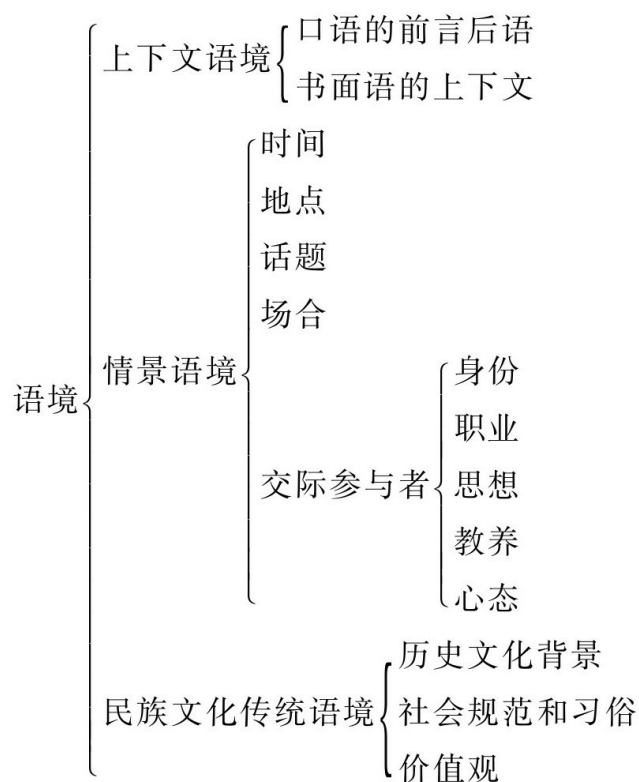 口语的前言后语
上下文语境
书面语的上下文
时间
地点
话题
场合
情景语境
身份
语境
职业
交际参与者
思想
教养
心态
历史文化背景
民族文化传统语境
社会规范和习俗
价值观